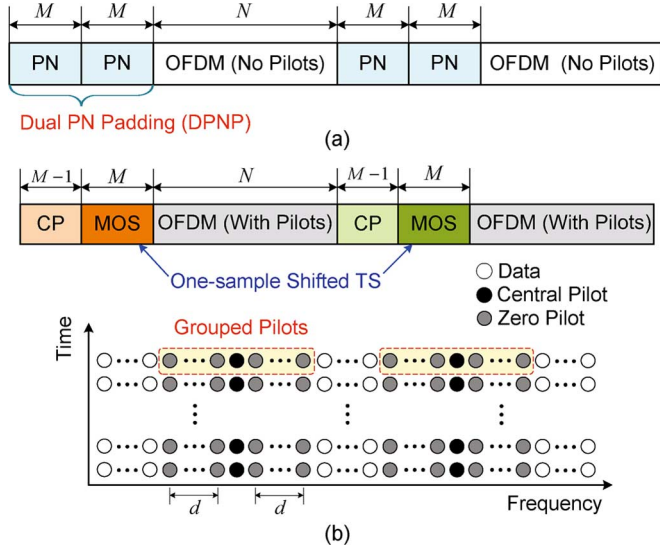 M M N M M
PN PN OFDM (No Pilots) PN PN OFDM (No Pilots)
Dual PN Padding (DPNP)
(a)
M −1 M N M −1 M
CP MOS OFDM (With Pilots) CP MOS OFDM (With Pilots)
One-sample Shifted TS
Data
Central Pilot
Zero Pilot
Time
Grouped Pilots
d d
Frequency
(b)